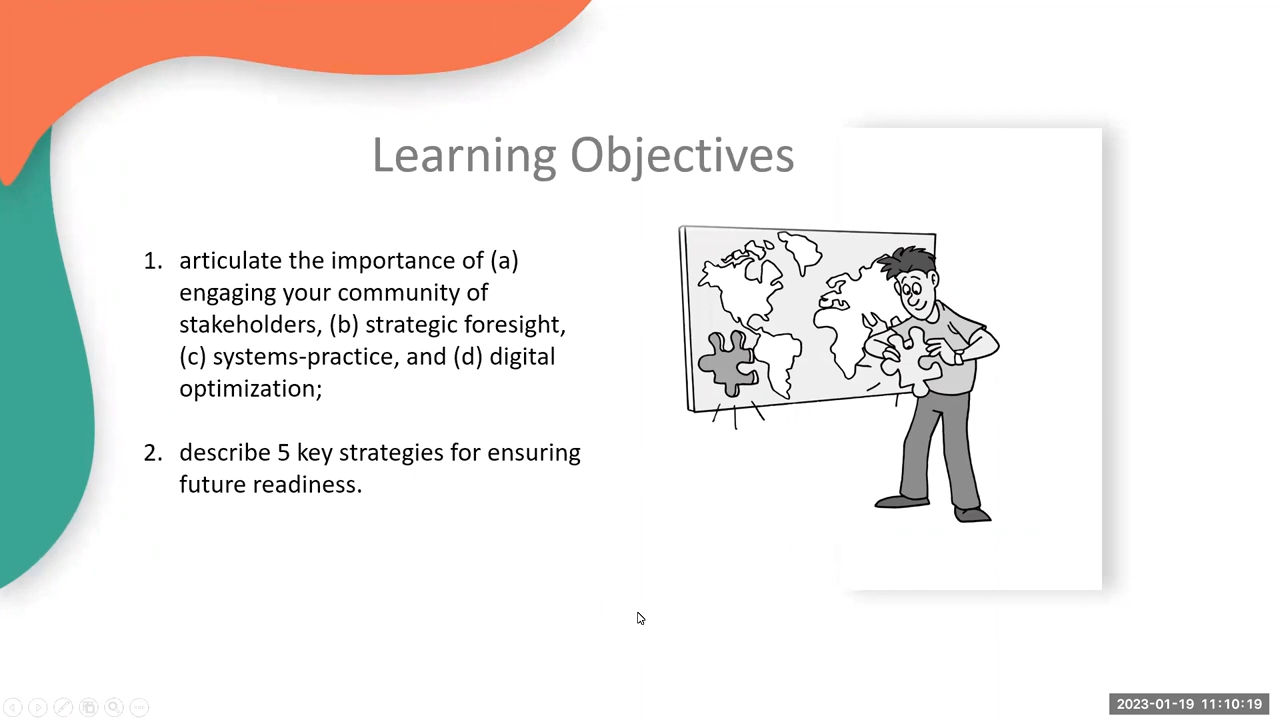 Learning Objectives
1. articulate the importance of (a)
engaging your community of
stakeholders, (b) strategic foresight,
(c) systems-practice, and (d) digital
optimization;
2. describe 5 key strategies for ensuring
future readiness.
2023-01-19 11:10:19